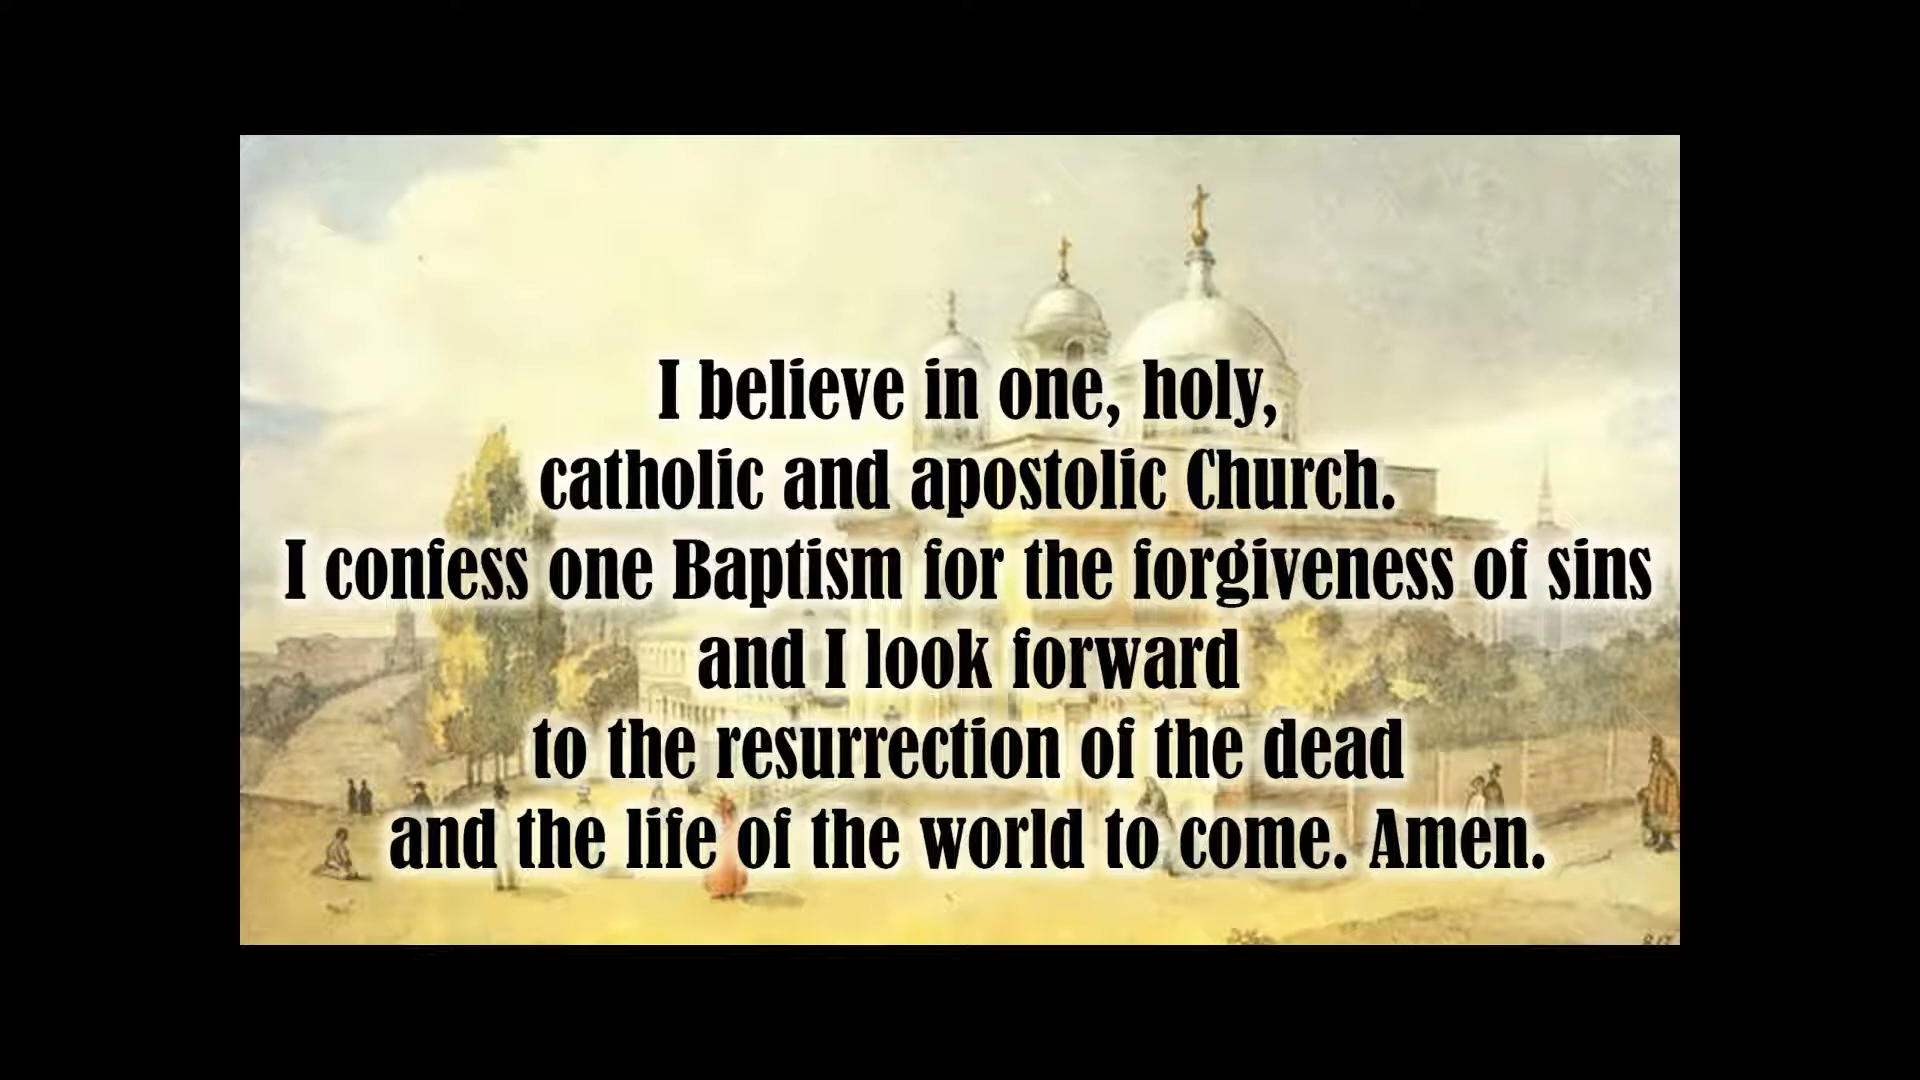 I believe in one, holy,
catholic and apostolic Church.
I confess one Baptism for the forgiveness of sins
and I look forward
to the resurrection of the dead
and the life of the world to come. Amen.